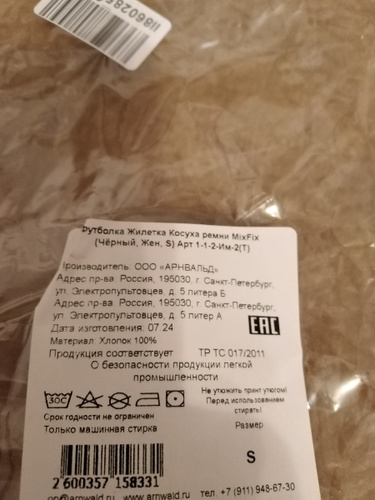 Футболка Жилетка Косуха ремни MixFix
(Чёрный, Жен, S) Арт 1-1-2-Им-2(Т)
Производитель: ООО «АРНВАЛЬД»
Адрес пр-ва: Россия, 195030, г. Санкт-Петербург,
ул. Электропультовцев, д. 5 литера Б
Адрес пр-ва: Россия, 195030, г. Санкт-Петербург,
ул. Электропультовцев, д. 5 литер А
Дата изготовления: 07.24
EAC
Материал: Хлопок 100%
Продукция соответствует ТР ТС 017/2011
О безопасности продукции легкой
промышленности
Не утюжить принт утюгом!
Перед использованием
стирать!
Срок годности не ограничен
Только машинная стирка
Размер
S
2 600357 158331
www.arnwald.ru
тел. +7 (911) 948-67-30